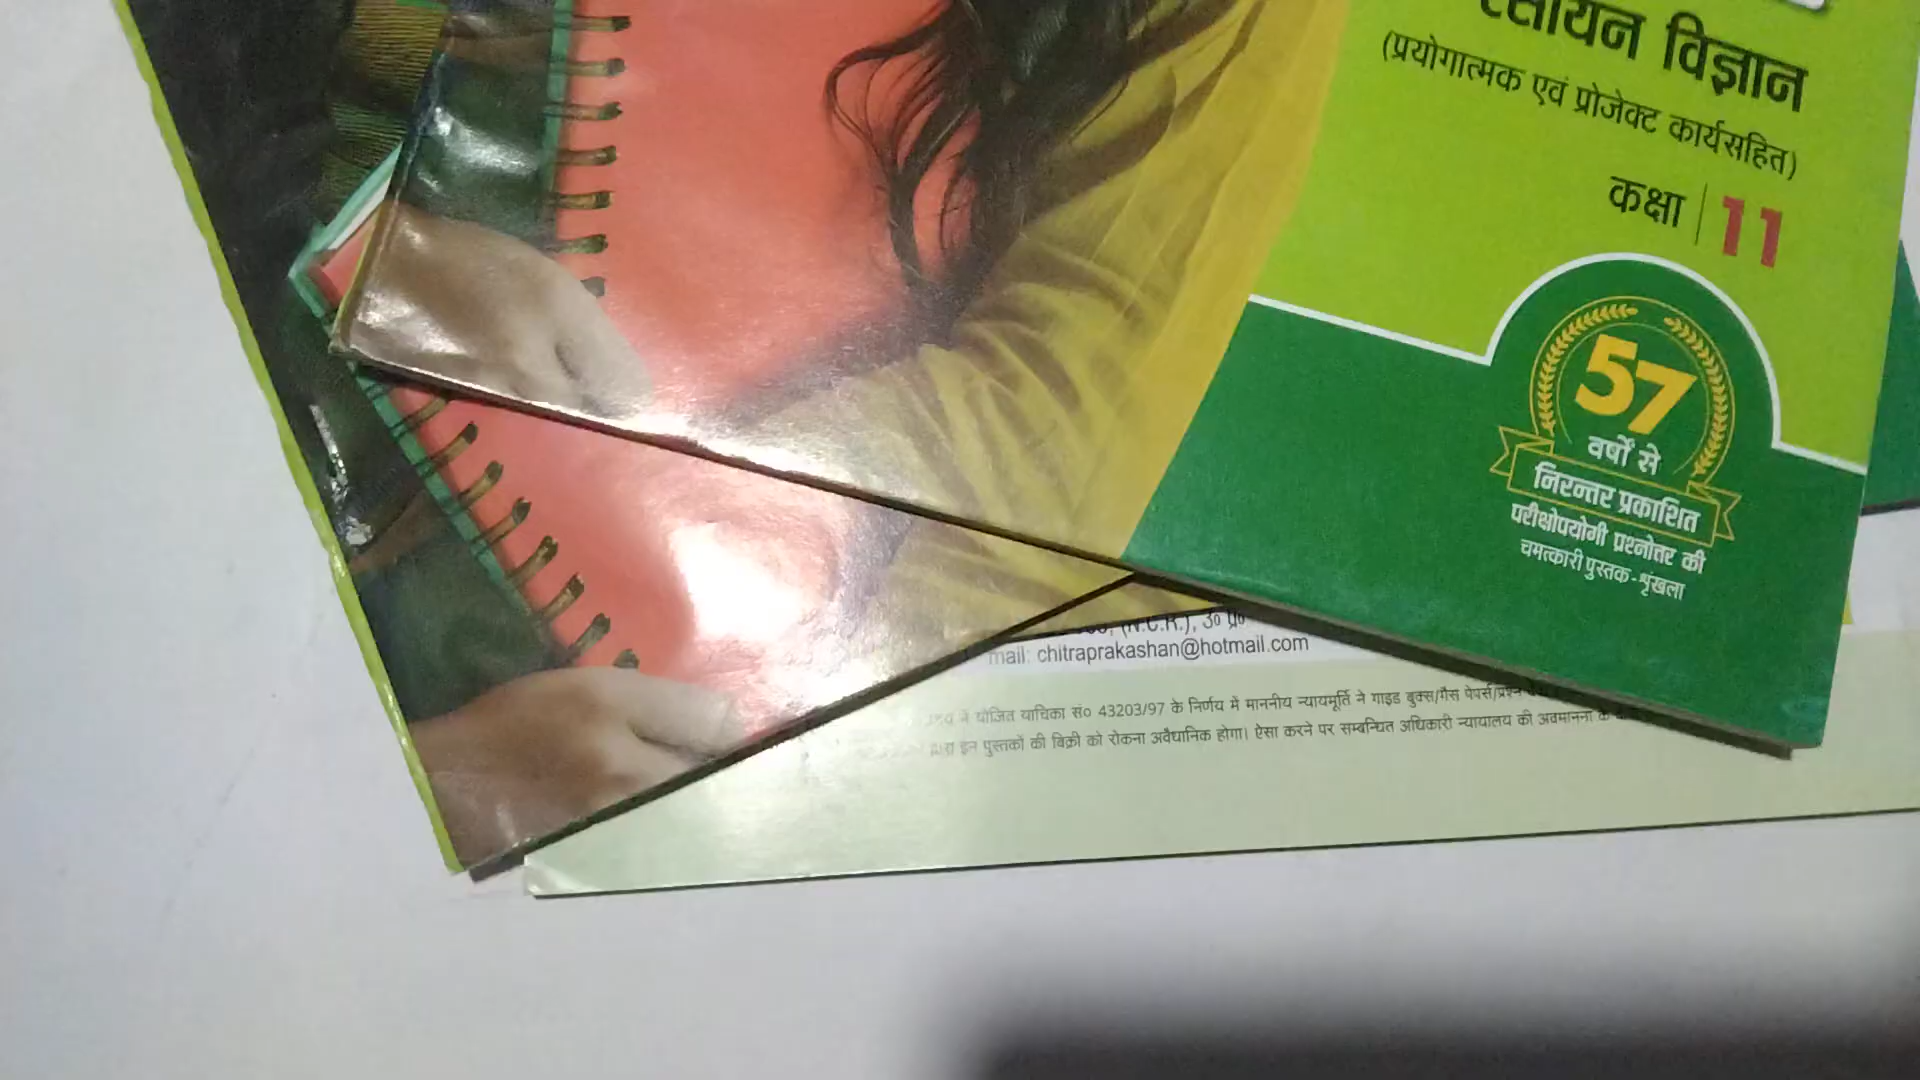 रसायन विज्ञान
(प्रयोगात्मक एवं प्रोजेक्ट कार्यसहित)
कक्षा | 11
57
वर्षों से
निरन्तर प्रकाशित
परीक्षोपयोगी प्रश्नोत्तर की
चमत्कारी पुस्तक-शृंखला
(N.C.R.), उ० प्र०
mail: chitraprakashan@hotmail.com
ने योजित याचिका सं० 43203/97 के निर्णय में माननीय न्यायमूर्ति ने गाइड बुक्स/गैस पेपर्स/प्रश्न
द्वारा इन पुस्तकों की बिक्री को रोकना अवैधानिक होगा। ऐसा करने पर सम्बन्धित अधिकारी न्यायालय की अवमानना के